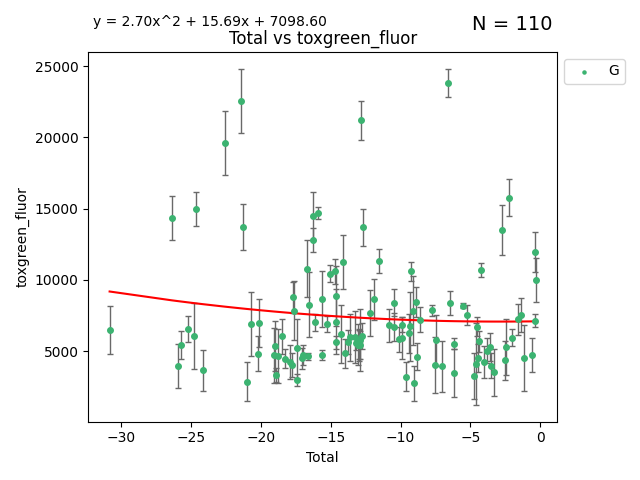 y = 2.70x^2 + 15.69x + 7098.60
N = 110
Total vs toxgreen_fluor
G
25000
20000
15000
10000
5000
toxgreen_fluor
−30 −25 −20 −15 −10 −5 0
Total